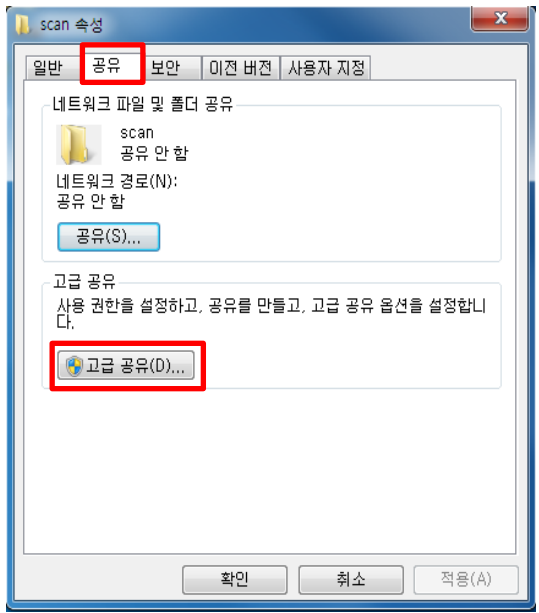 scan 속성
일반 공유 보안 이전 버전 사용자 지정
네트워크 파일 및 폴더 공유
scan
공유 안 함
네트워크 경로(N):
공유 안 함
공유(S)...
고급 공유
사용 권한을 설정하고, 공유를 만들고, 고급 공유 옵션을 설정합니
다.
고급 공유(D)...
확인 취소 적용(A)